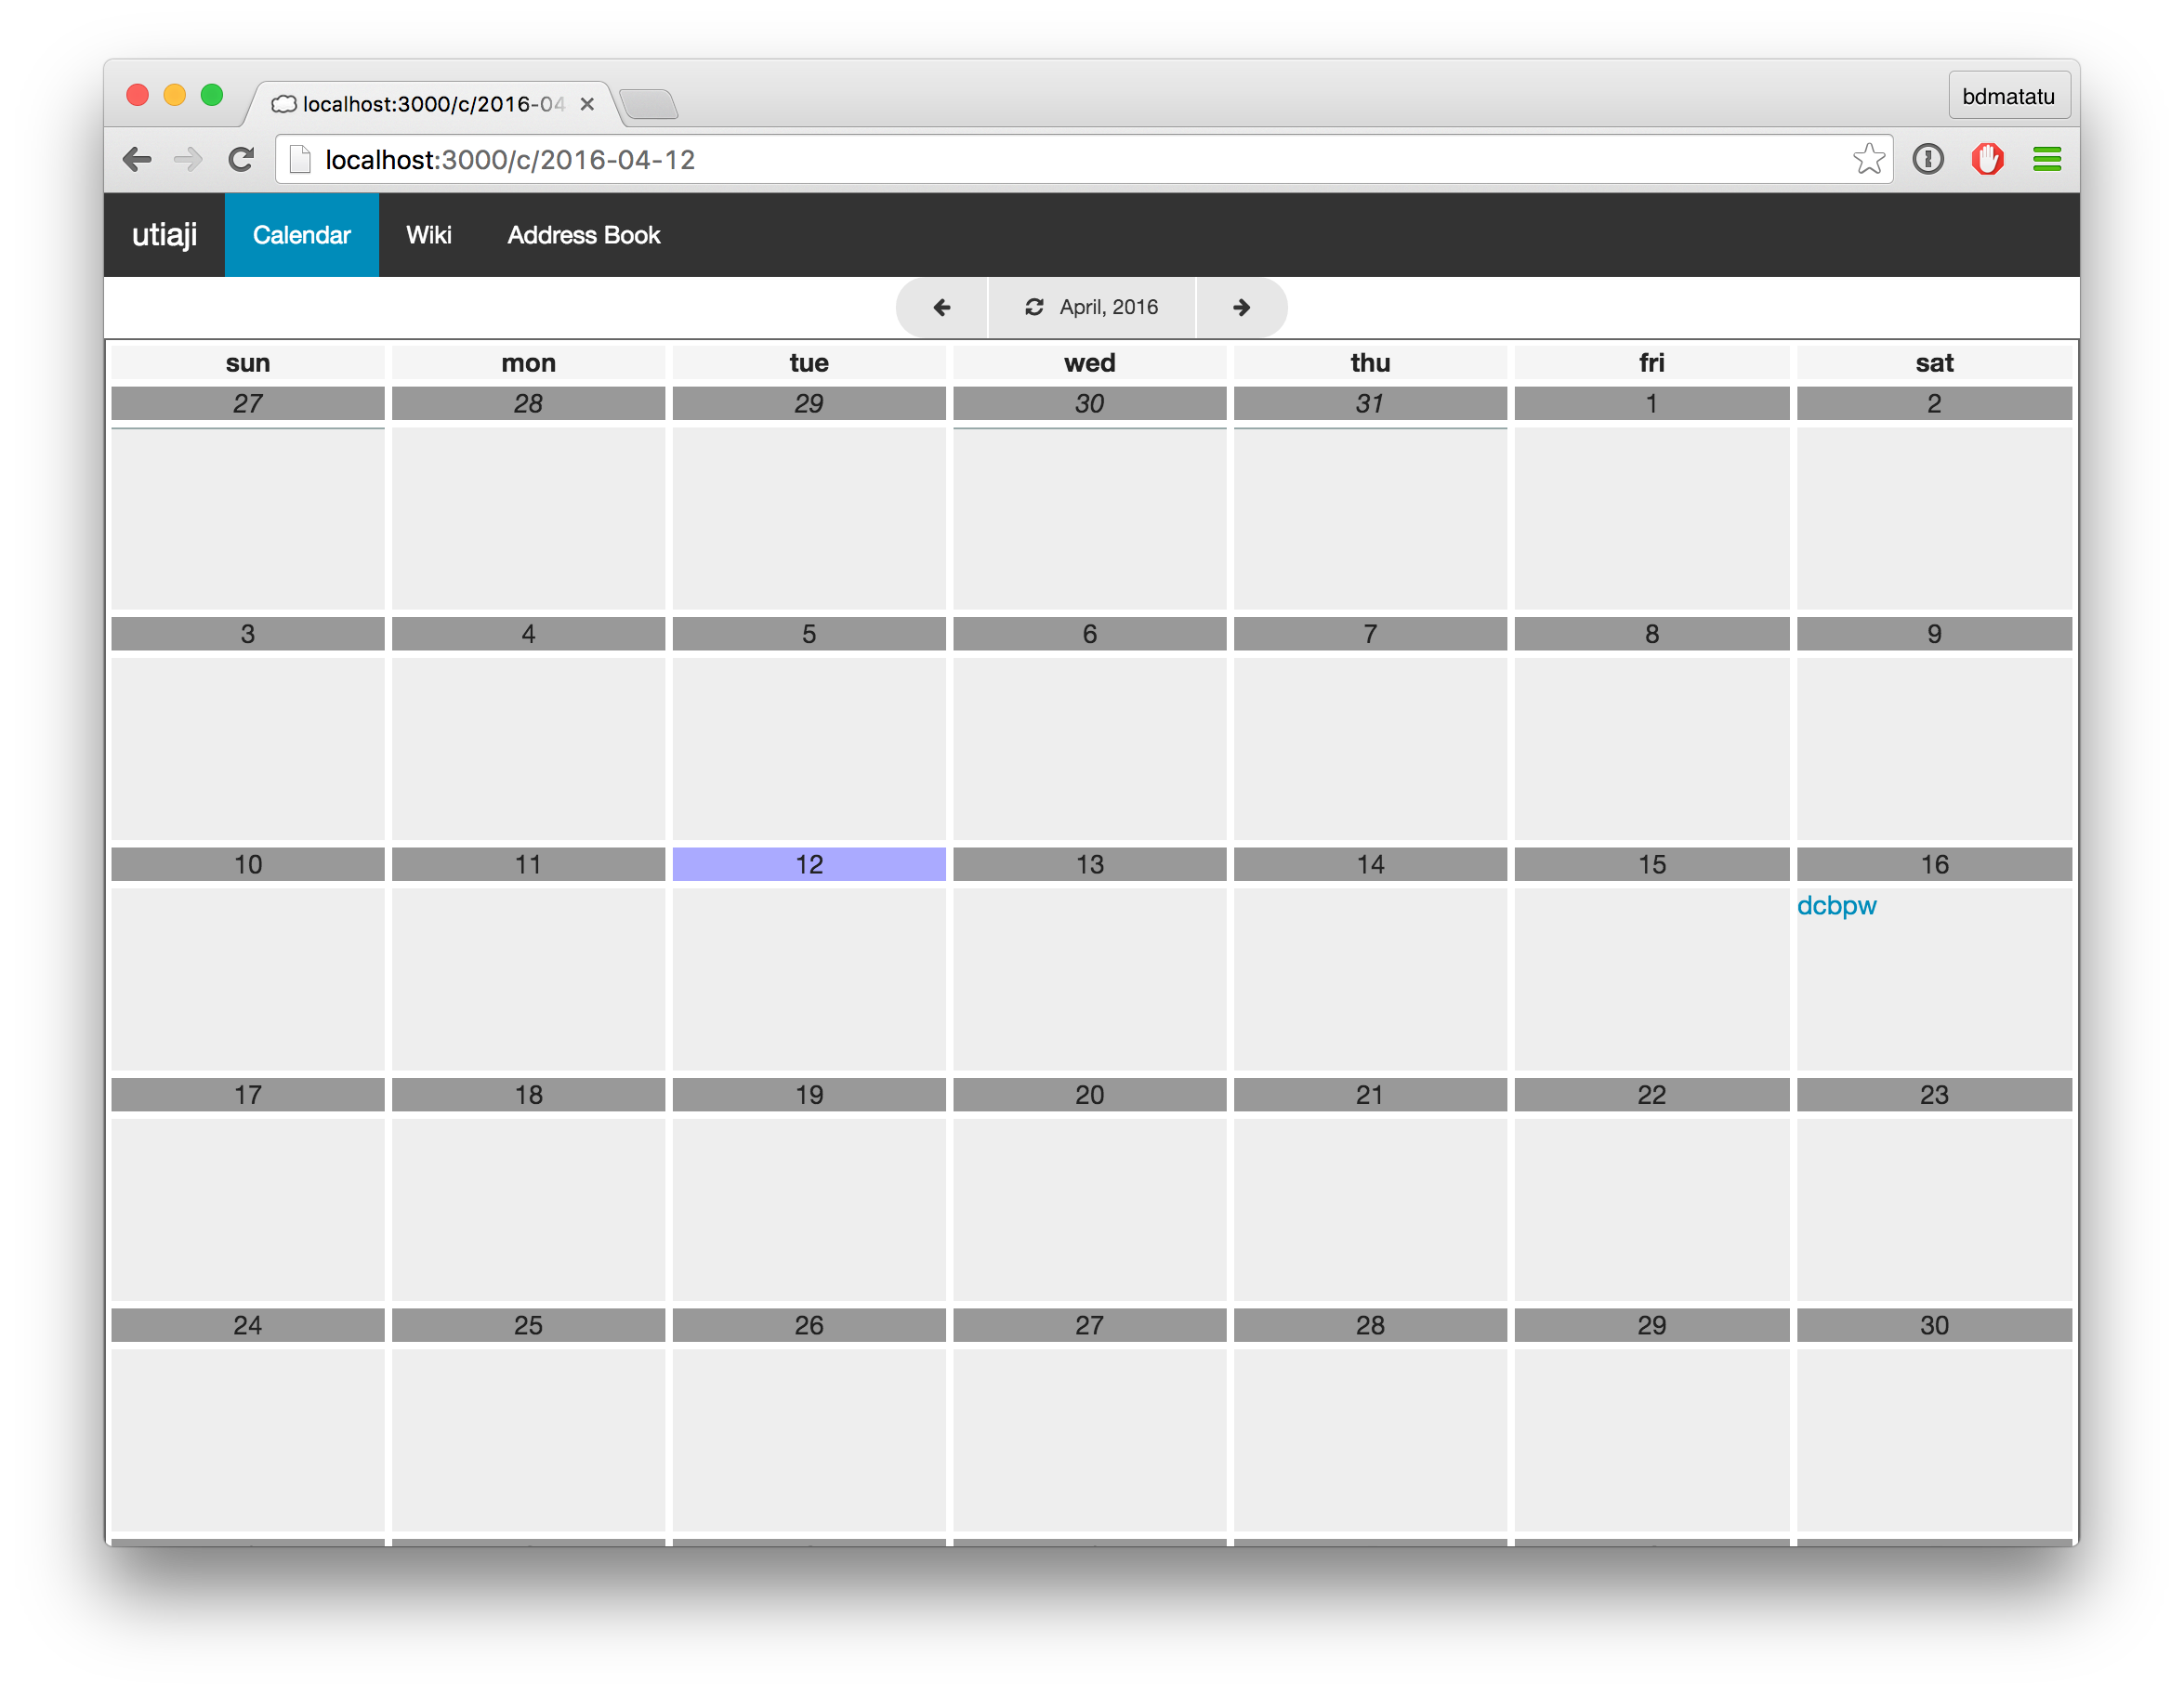 localhost:3000/c/2016-04
bdmatatu
localhost:3000/c/2016-04-12
utiaji Calendar Wiki Address Book
April, 2016
sun mon tue wed thu fri sat
27 28 29 30 31 1 2
3 4 5 6 7 8 9
10 11 12 13 14 15 16
dcbpw
17 18 19 20 21 22 23
24 25 26 27 28 29 30